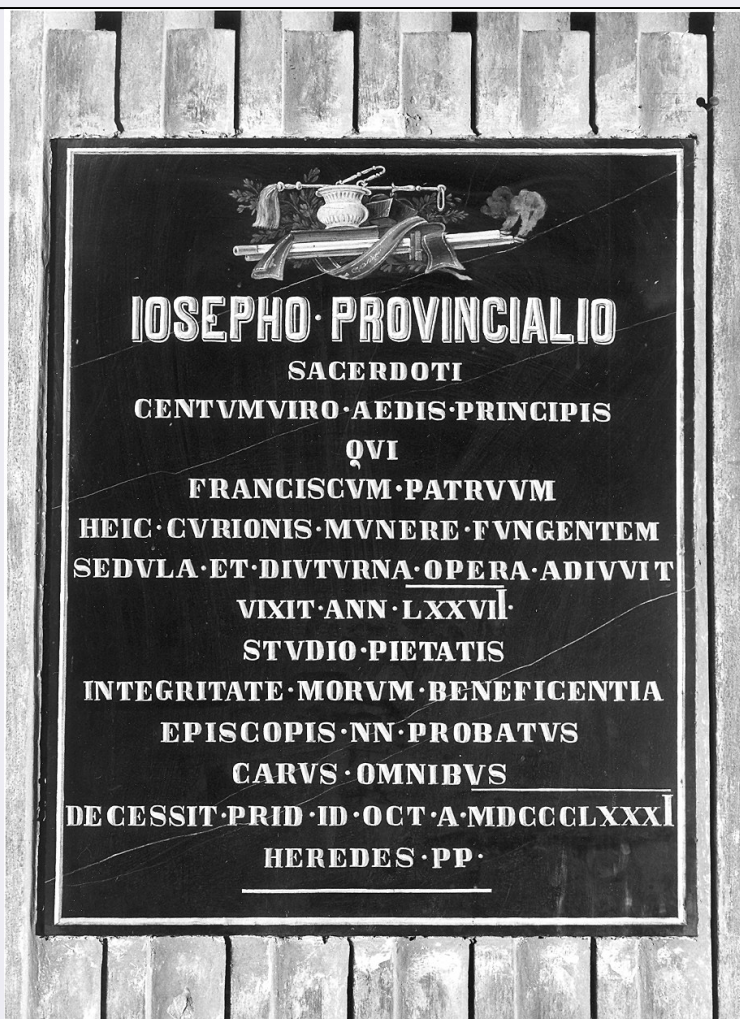 IOSEPHO · PROVINCIALIO
SACERDOTI
CENTVMVIRO · AEDIS · PRINCIPIS
QVI
FRANCISCVM · PATRVVM
HEIC · CVRIONIS · MVNERE · FVNGENTEM
SEDVLA · ET · DIVTVRNA · OPERA · ADIVVIT
VIXIT · ANN · LXXVII ·
STVDIO · PIETATIS
INTEGRITATE · MORVM · BENEFICENTIA
EPISCOPIS · NN · PROBATVS
CARVS · OMNIBVS
DECESSIT · PRID · ID · OCT · A · MDCCCLXXXI
HEREDES · PP ·